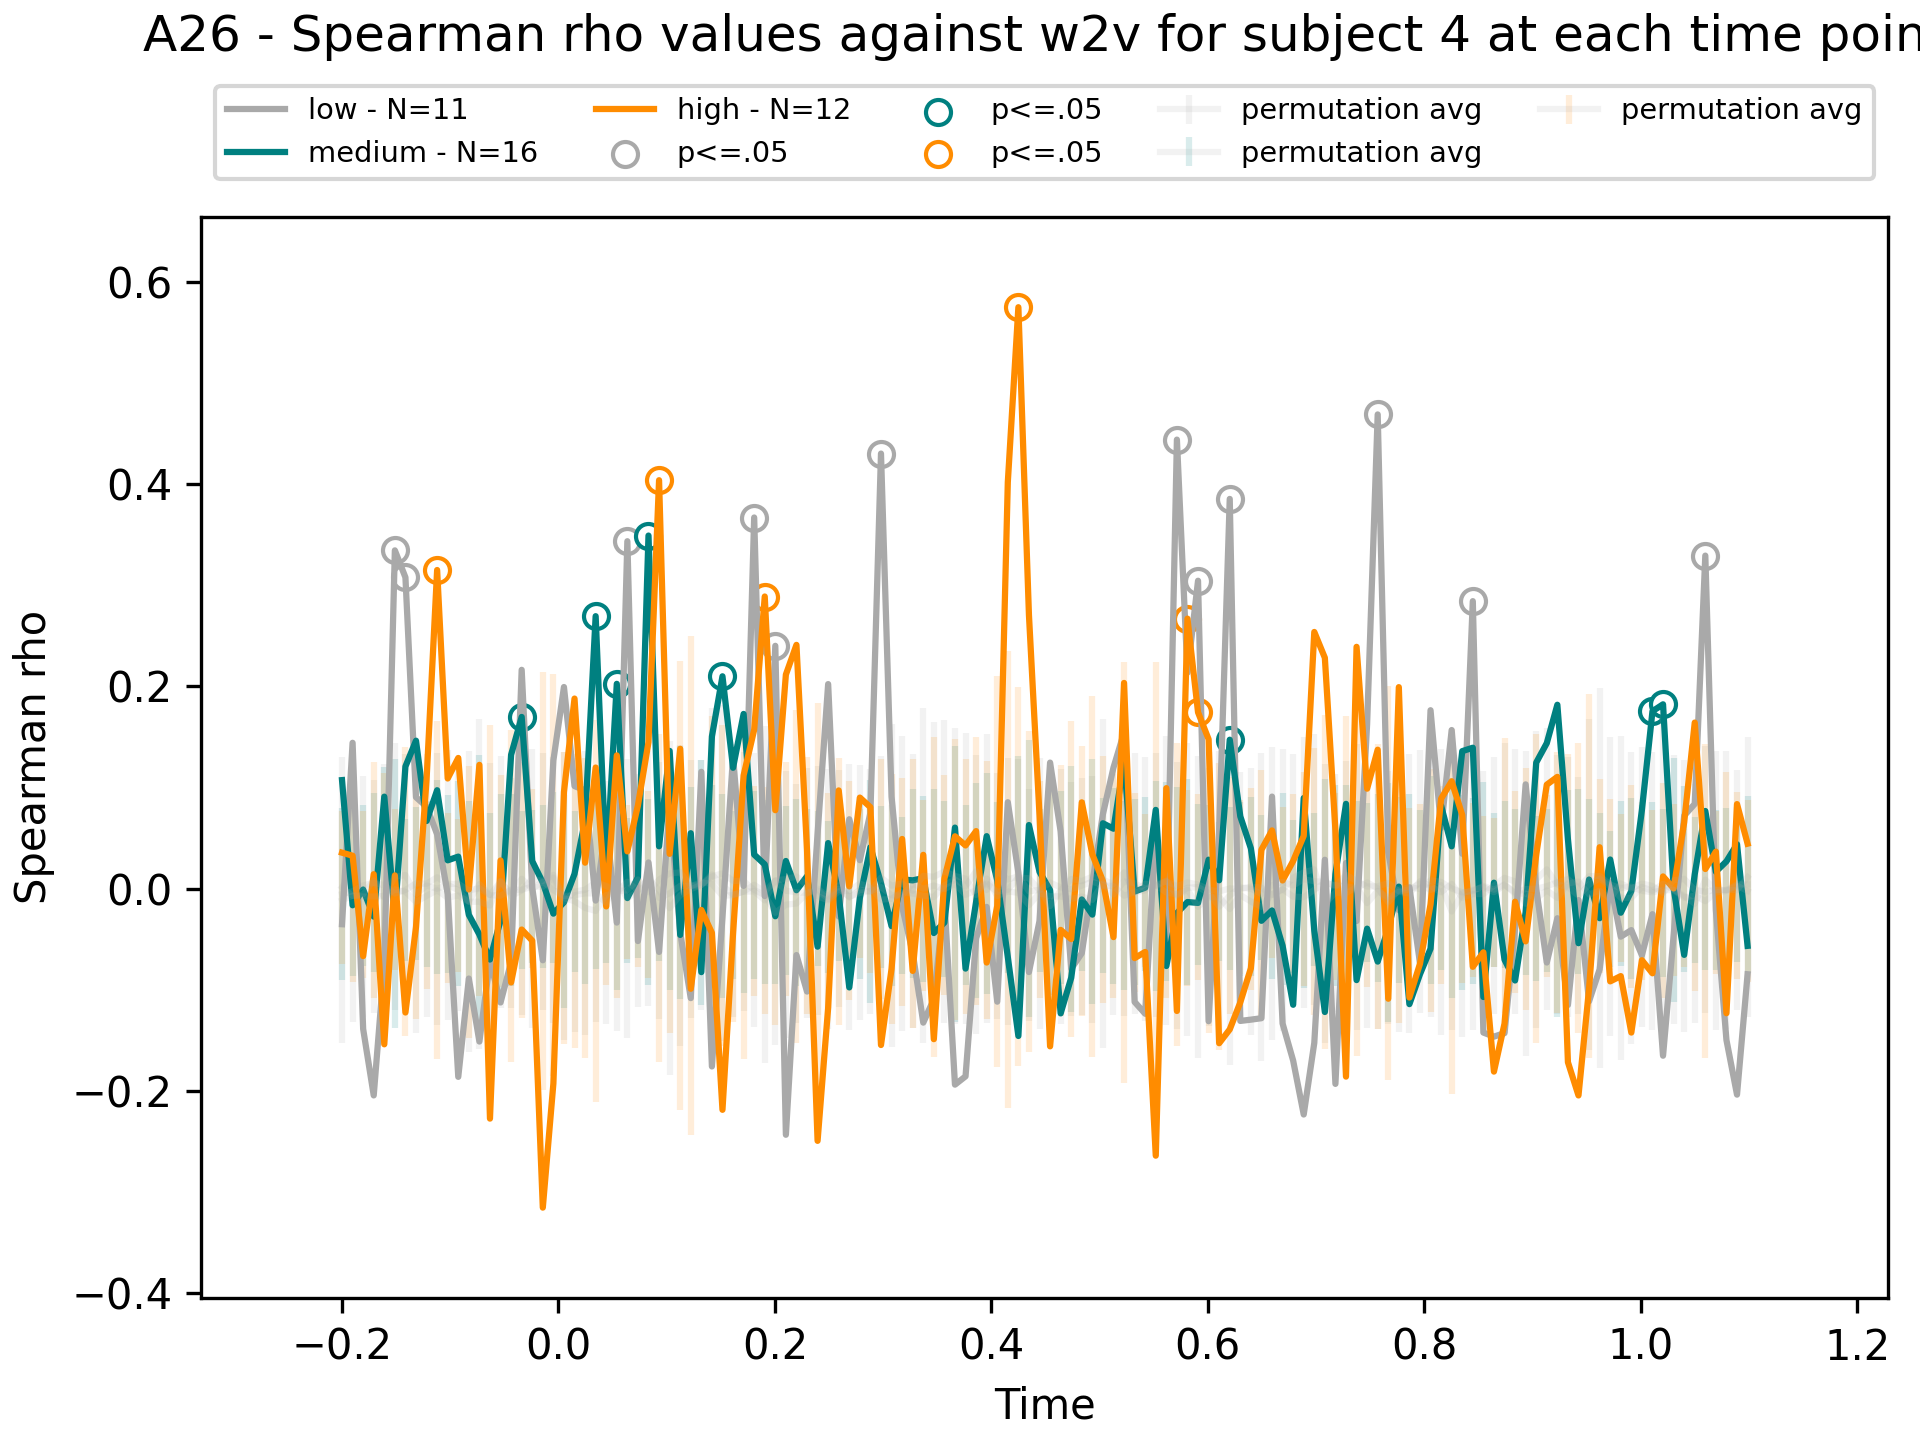 A26 - Spearman rho values against w2v for subject 4 at each time poin
low - N=11
medium - N=16
high - N=12
p<=.05
p<=.05
p<=.05
permutation avg
permutation avg
permutation avg
Spearman rho
0.6
0.4
0.2
0.0
−0.2
−0.4
−0.2 0.0 0.2 0.4 0.6 0.8 1.0 1.2
Time